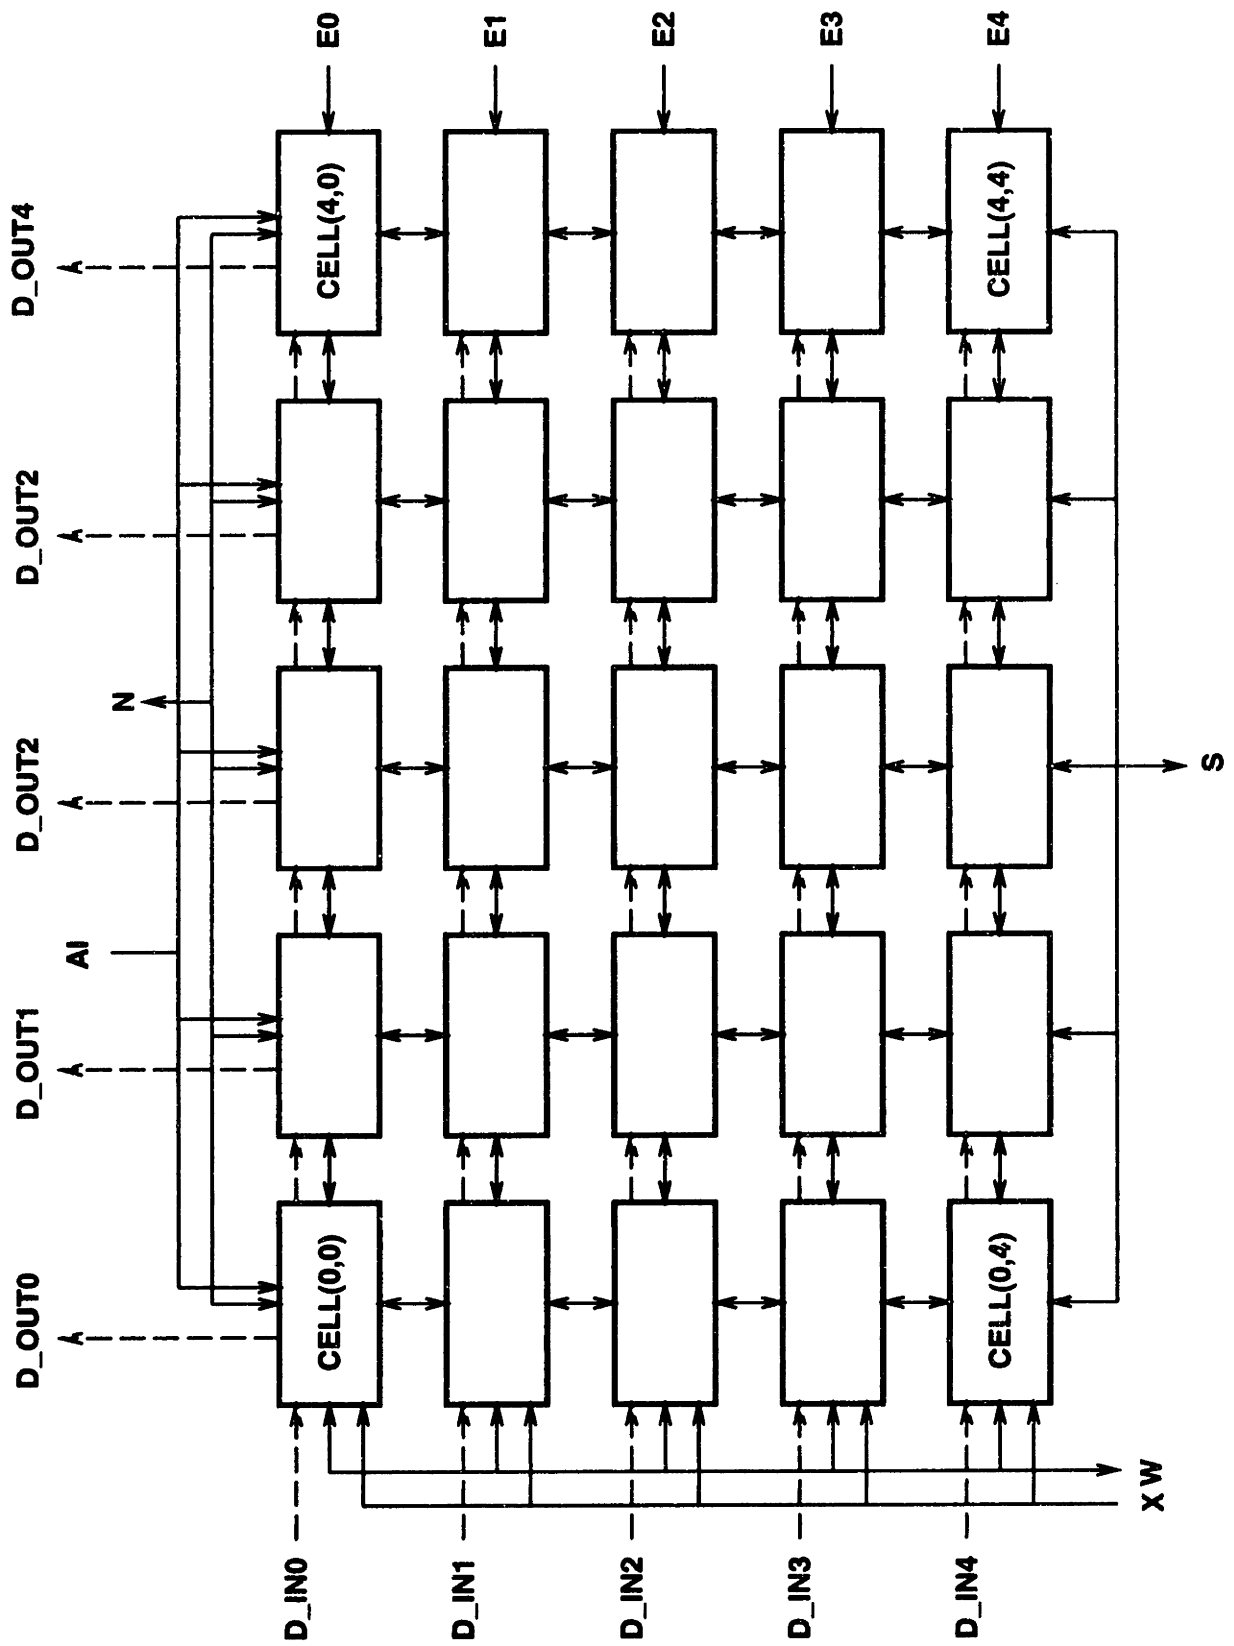 D_OUT0
D_OUT1
AI
D_OUT2
N
D_OUT2
D_OUT4
D_IN0
CELL(0,0)
CELL(4,0)
E0
D_IN1
E1
D_IN2
E2
D_IN3
E3
D_IN4
CELL(0,4)
CELL(4,4)
E4
X W
S